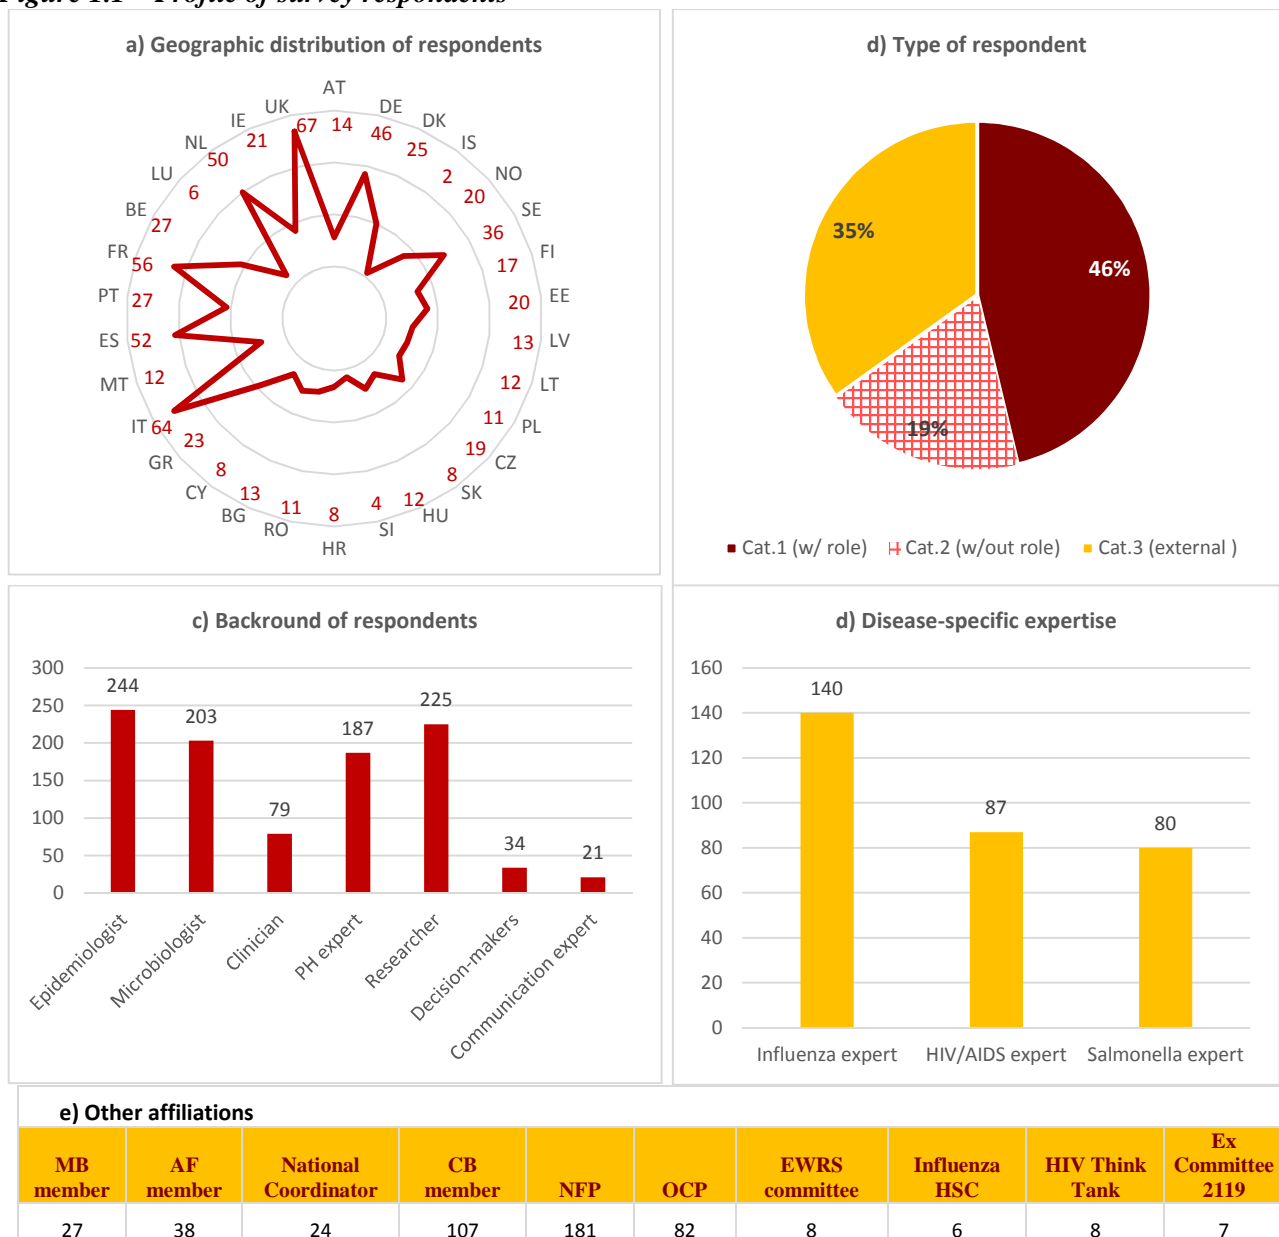 Figure 1.1 – Profile of survey respondents
a) Geographic distribution of respondents
AT
14
DE
46
DK
25
IS
2
NO
20
SE
36
FI
17
EE
20
LV
13
LT
12
PL
11
CZ
19
SK
8
HU
12
SI
4
HR
8
RO
11
BG
13
CY
8
GR
23
IT
64
MT
12
ES
52
PT
27
FR
56
BE
27
LU
6
NL
50
IE
21
UK
67
d) Type of respondent
35%
46%
19%
Cat.1 (w/ role) Cat.2 (w/out role) Cat.3 (external )
c) Backround of respondents
300
250
200
150
100
50
0
244
203
79
187
225
34
21
Epidemiologist
Microbiologist
Clinician
PH expert
Researcher
Decision-makers
Communication expert
d) Disease-specific expertise
160
140
120
100
80
60
40
20
0
140
87
80
Influenza expert HIV/AIDS expert Salmonella expert
e) Other affiliations
MB member
AF member
National Coordinator
CB member
NFP
OCP
EWRS committee
Influenza HSC
HIV Think Tank
Ex Committee 2119
27 38 24 107 181 82 8 6 8 7